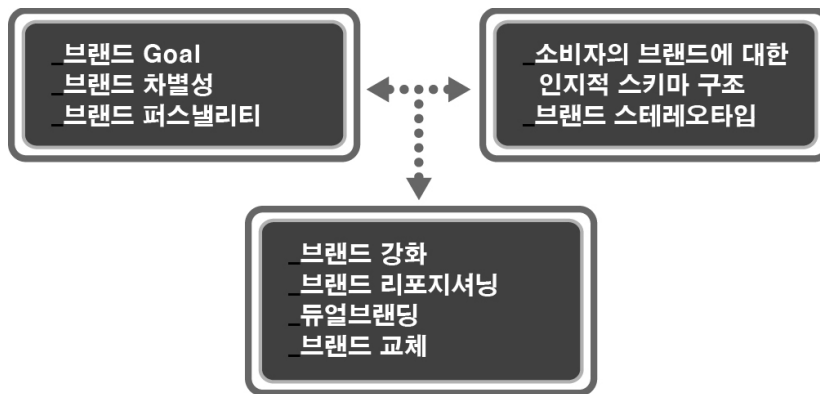 _브랜드 Goal
_브랜드 차별성
_브랜드 퍼스낼리티
_소비자의 브랜드에 대한
인지적 스키마 구조
_브랜드 스테레오타입
_브랜드 강화
_브랜드 리포지셔닝
_듀얼브랜딩
_브랜드 교체